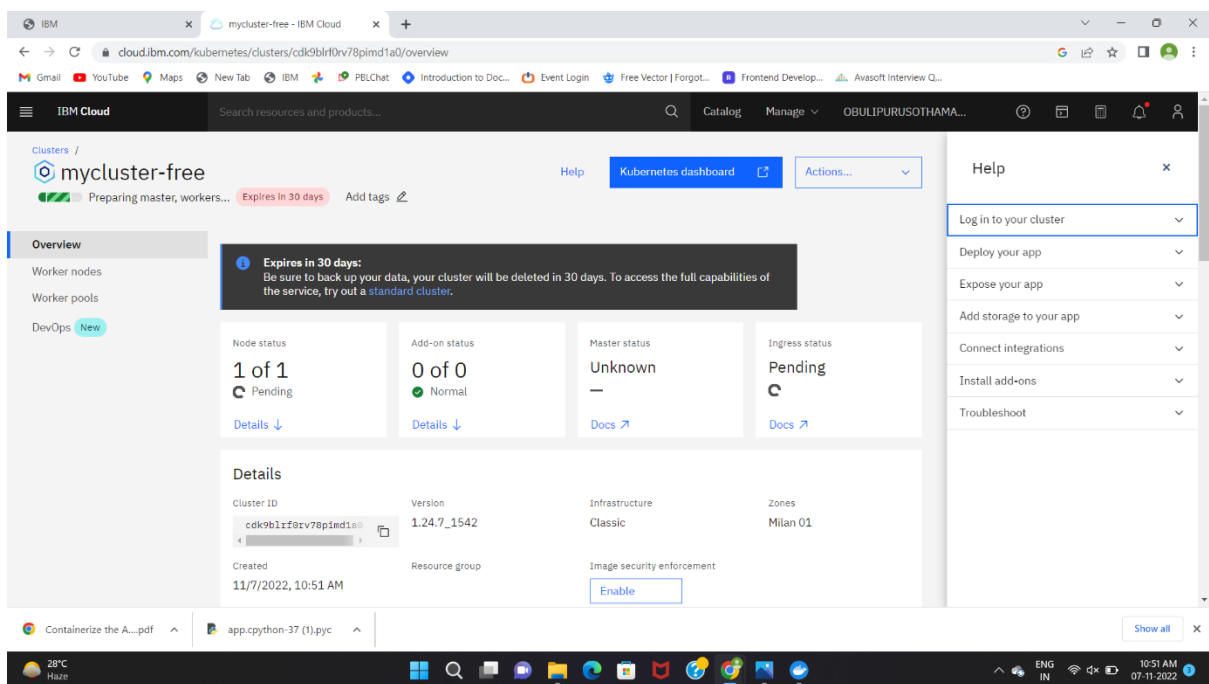 IBM
mycluster-free - IBM Cloud
cloud.ibm.com/kubernetes/clusters/cdk9blrf0rv78pimd1a0/overview
Gmail YouTube Maps New Tab IBM PBLChat Introduction to Doc... Event Login Free Vector | Forgot... Frontend Develop... Avasoft Interview Q...
IBM Cloud Search resources and products... Catalog Manage OBULIPURUSOTHAMA...
Clusters /
mycluster-free
Preparing master, workers... Expires in 30 days Add tags
Help Kubernetes dashboard Actions...
Overview
Worker nodes
Worker pools
DevOps New
Expires in 30 days:
Be sure to back up your data, your cluster will be deleted in 30 days. To access the full capabilities of
the service, try out a standard cluster.
Node status
1 of 1
Pending
Details ↓
Add-on status
0 of 0
Normal
Details ↓
Master status
Unknown
—
Docs ↗
Ingress status
Pending
Docs ↗
Details
Cluster ID
cdk9blrf0rv78pimd1a0
Version
1.24.7_1542
Infrastructure
Classic
Zones
Milan 01
Created
11/7/2022, 10:51 AM
Resource group
Image security enforcement
Enable
Help
Log in to your cluster
Deploy your app
Expose your app
Add storage to your app
Connect integrations
Install add-ons
Troubleshoot
Containerize the A....pdf
app.cpython-37 (1).pyc
Show all
28°C
Haze
ENG
IN
10:51 AM
07-11-2022
3